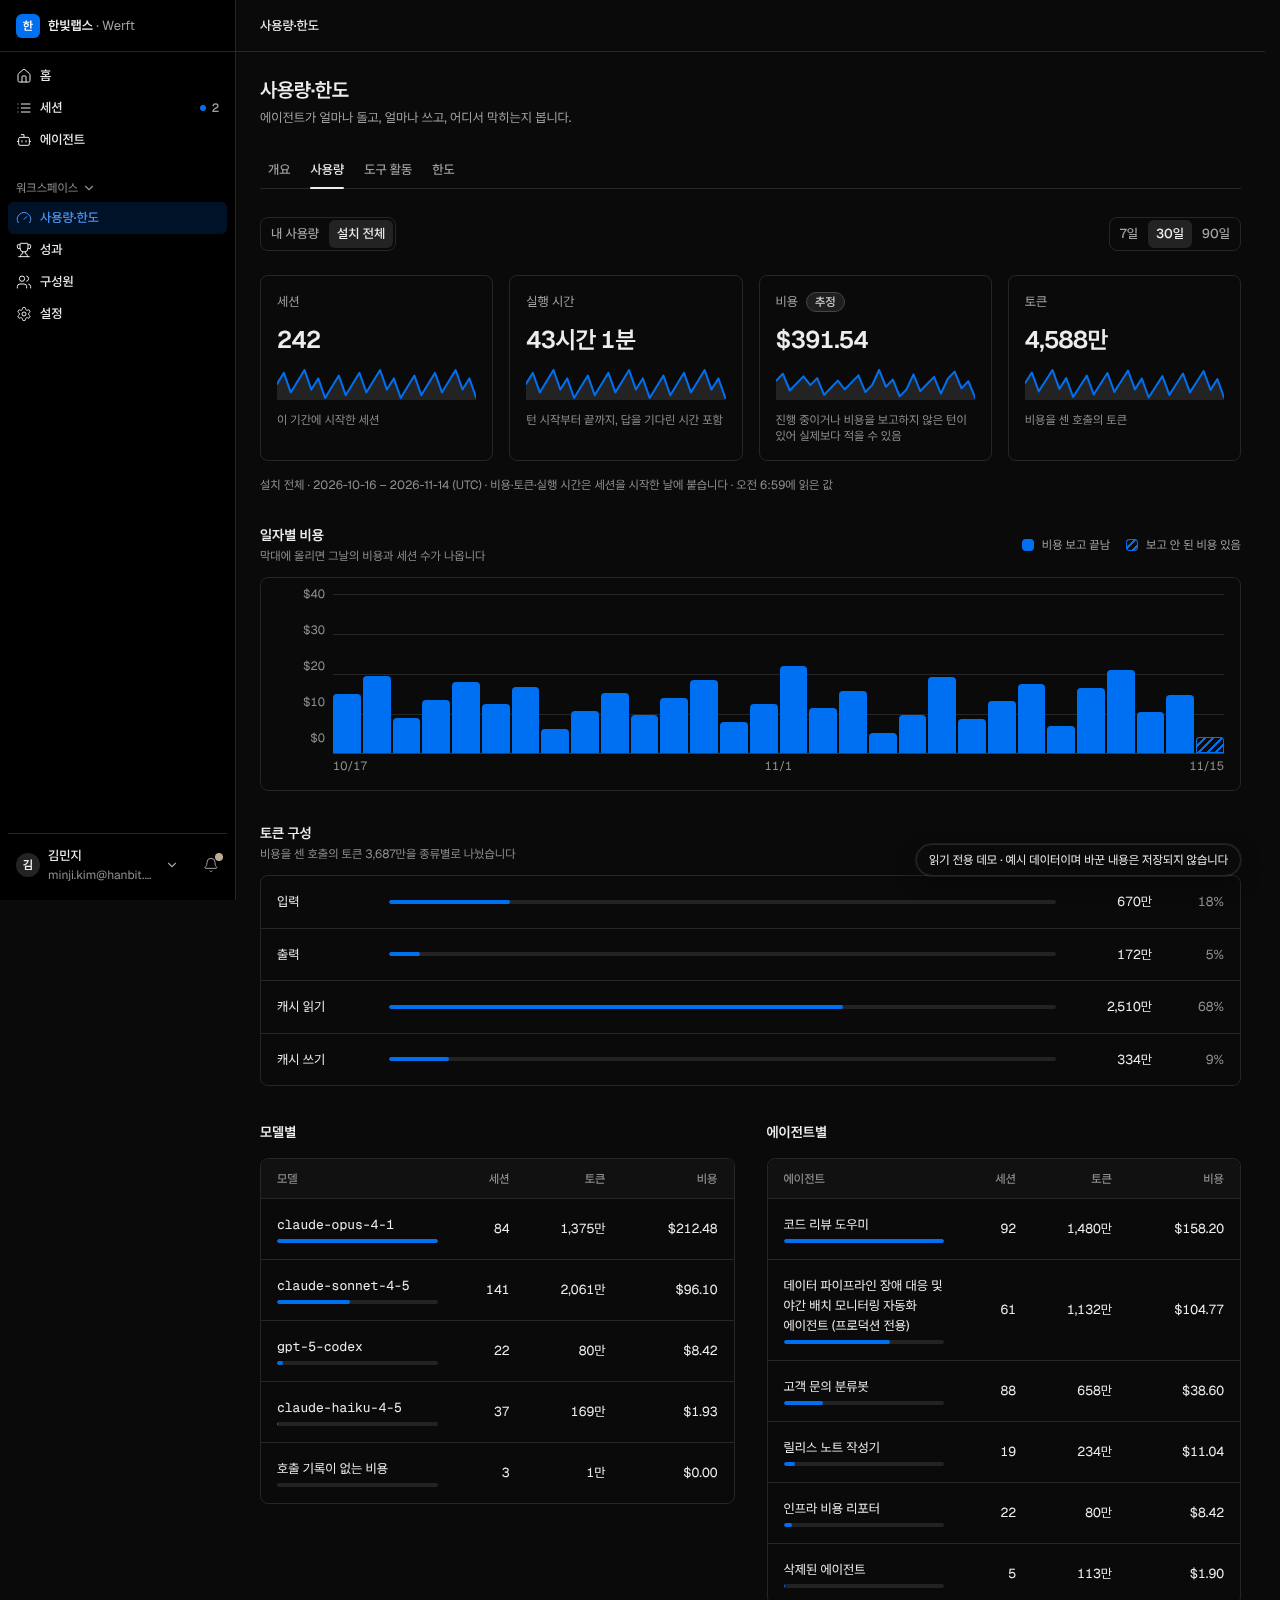 한 한빛랩스 · Werft
홈
세션 2
에이전트
워크스페이스
사용량·한도
성과
구성원
설정
김 김민지
minji.kim@hanbit....
사용량·한도
사용량·한도
에이전트가 얼마나 돌고, 얼마나 쓰고, 어디서 막히는지 봅니다.
개요 사용량 도구 활동 한도
내 사용량 설치 전체 7일 30일 90일
세션
242
이 기간에 시작한 세션
실행 시간
43시간 1분
턴 시작부터 끝까지, 답을 기다린 시간 포함
비용 추정
$391.54
진행 중이거나 비용을 보고하지 않은 턴이
있어 실제보다 적을 수 있음
토큰
4,588만
비용을 센 호출의 토큰
설치 전체 · 2026-10-16 – 2026-11-14 (UTC) · 비용·토큰·실행 시간은 세션을 시작한 날에 붙습니다 · 오전 6:59에 읽은 값
일자별 비용
막대에 올리면 그날의 비용과 세션 수가 나옵니다
비용 보고 끝남 보고 안 된 비용 있음
$40
$30
$20
$10
$0
10/17 11/1 11/15
토큰 구성
비용을 센 호출의 토큰 3,687만을 종류별로 나눴습니다
읽기 전용 데모 · 예시 데이터이며 바꾼 내용은 저장되지 않습니다
입력 670만 18%
출력 172만 5%
캐시 읽기 2,510만 68%
캐시 쓰기 334만 9%
모델별
모델 세션 토큰 비용
claude-opus-4-1 84 1,375만 $212.48
claude-sonnet-4-5 141 2,061만 $96.10
gpt-5-codex 22 80만 $8.42
claude-haiku-4-5 37 169만 $1.93
호출 기록이 없는 비용 3 1만 $0.00
에이전트별
에이전트 세션 토큰 비용
코드 리뷰 도우미 92 1,480만 $158.20
데이터 파이프라인 장애 대응 및
야간 배치 모니터링 자동화
에이전트 (프로덕션 전용) 61 1,132만 $104.77
고객 문의 분류봇 88 658만 $38.60
릴리스 노트 작성기 19 234만 $11.04
인프라 비용 리포터 22 80만 $8.42
삭제된 에이전트 5 113만 $1.90